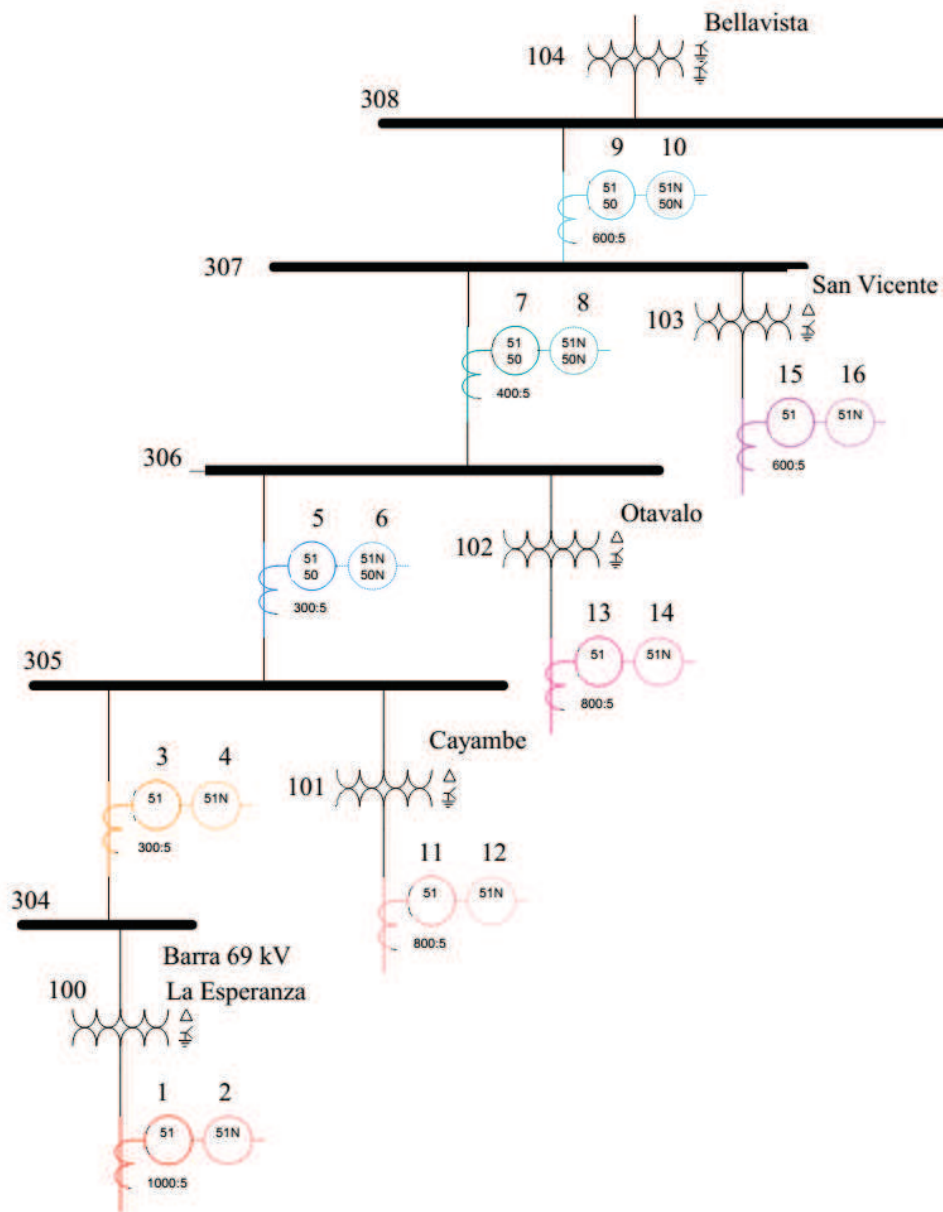 Bellavista
104
308
9 10
51 51N
50 50N
600:5
307
San Vicente
7 8
103
51 51N
50 50N
400:5
15 16
51 51N
600:5
306
Otavalo
5 6
102
51 51N
50 50N
300:5
13 14
51 51N
800:5
305
Cayambe
3 4
101
51 51N
300:5
11 12
51 51N
800:5
304
Barra 69 kV
100 La Esperanza
1 2
51 51N
1000:5